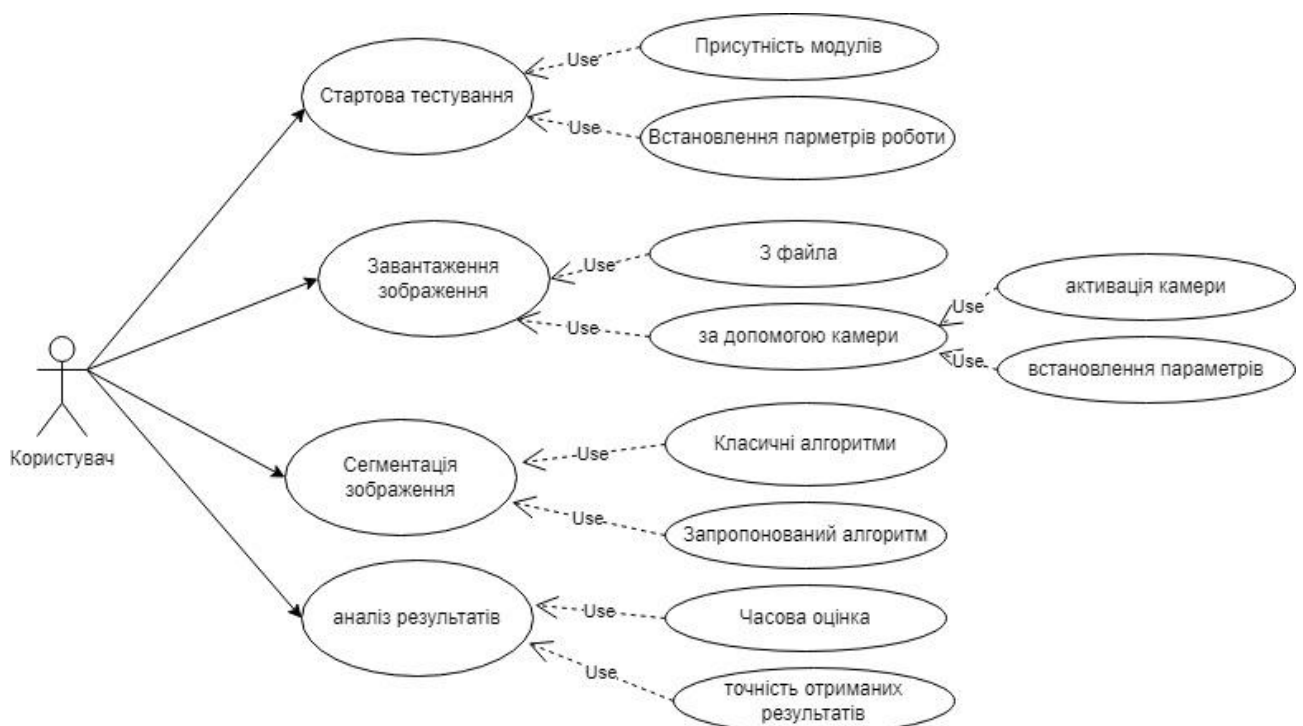 Присутність модулів
Use
Стартова тестування
Use
Встановлення парметрів роботи
Завантаження
зображення
Use
З файла
Use
за допомогою камери
Use
активація камери
Use
встановлення параметрів
Користувач
Сегментація
зображення
Use
Класичні алгоритми
Use
Запропонований алгоритм
аналіз результатів
Use
Часова оцінка
Use
точність отриманих
результатів